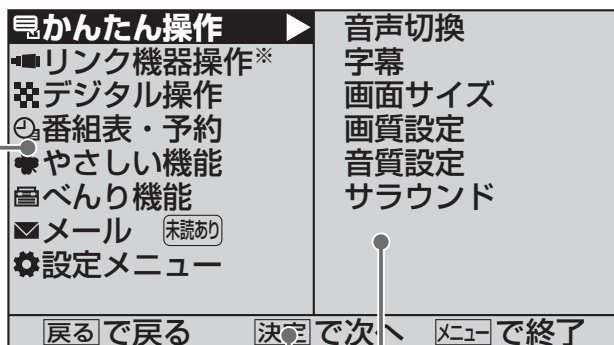 かんたん操作
リンク機器操作※
デジタル操作
番組表・予約
やさしい機能
べんり機能
メール 未読あり
設定メニュー
音声切換
字幕
画面サイズ
画質設定
音質設定
サラウンド
戻る で戻る 決定 で次へ メニュー で終了